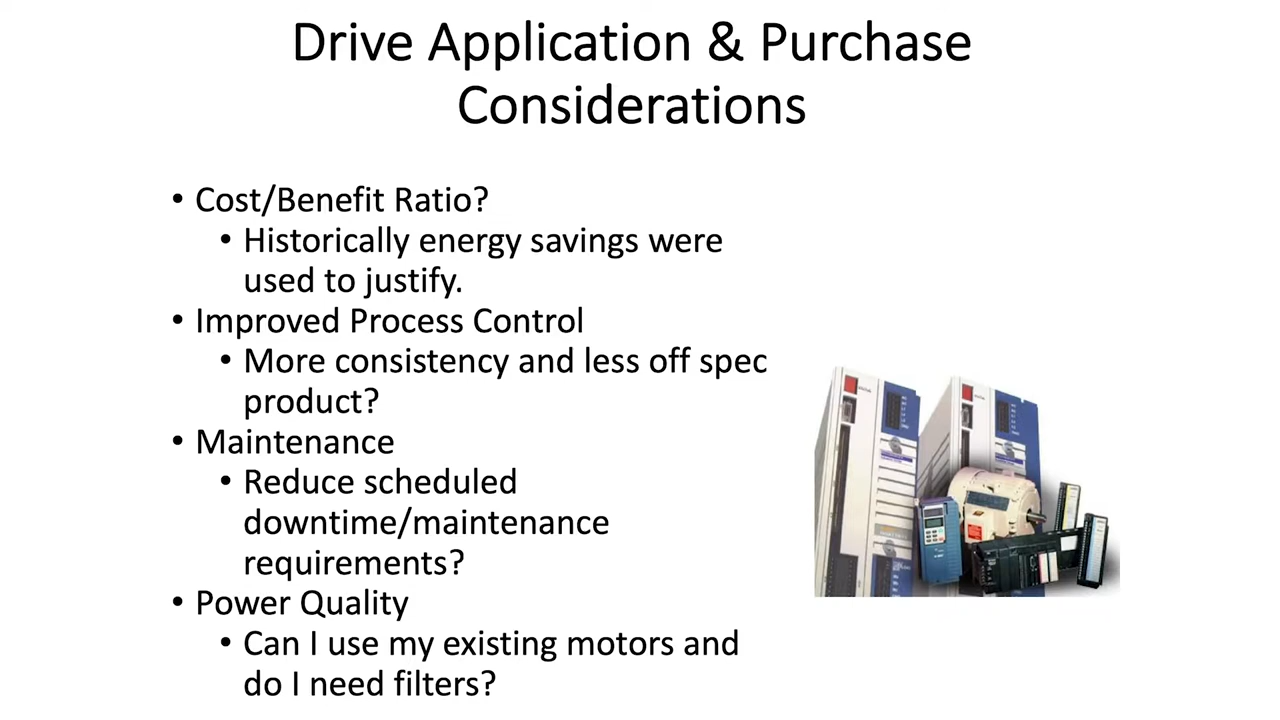 Drive Application & Purchase
Considerations
• Cost/Benefit Ratio?
• Historically energy savings were
used to justify.
• Improved Process Control
• More consistency and less off spec
product?
• Maintenance
• Reduce scheduled
downtime/maintenance
requirements?
• Power Quality
• Can I use my existing motors and
do I need filters?